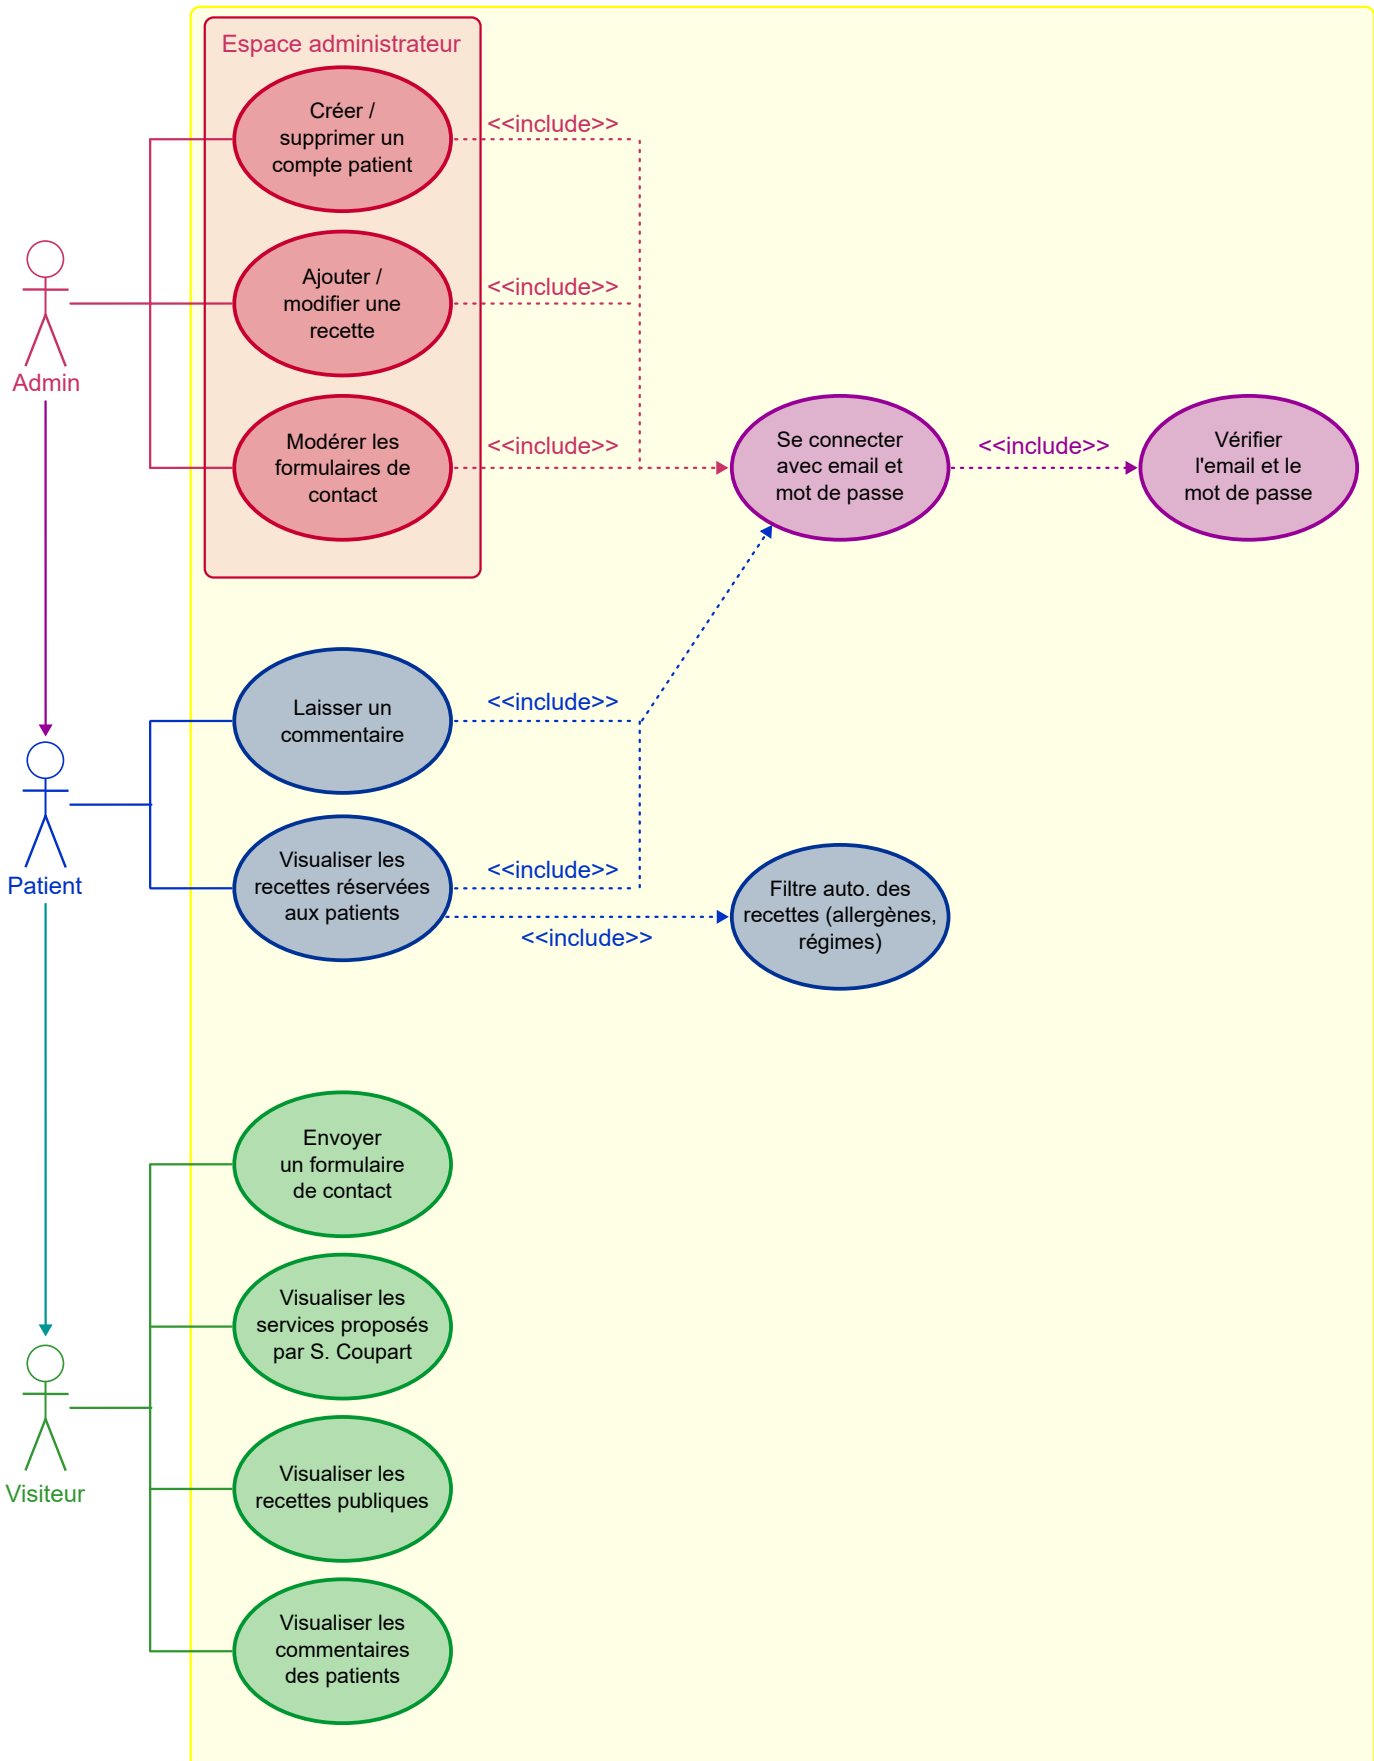 Espace administrateur
Créer /
supprimer un
compte patient
<<include>>
Ajouter /
modifier une
recette
<<include>>
Admin
Modérer les
formulaires de
contact
<<include>>
Se connecter
avec email et
mot de passe
<<include>>
Vérifier
l'email et le
mot de passe
Laisser un
commentaire
<<include>>
Patient
Visualiser les
recettes réservées
aux patients
<<include>>
<<include>>
Filtre auto. des
recettes (allergènes,
régimes)
Envoyer
un formulaire
de contact
Visualiser les
services proposés
par S. Coupart
Visiteur
Visualiser les
recettes publiques
Visualiser les
commentaires
des patients